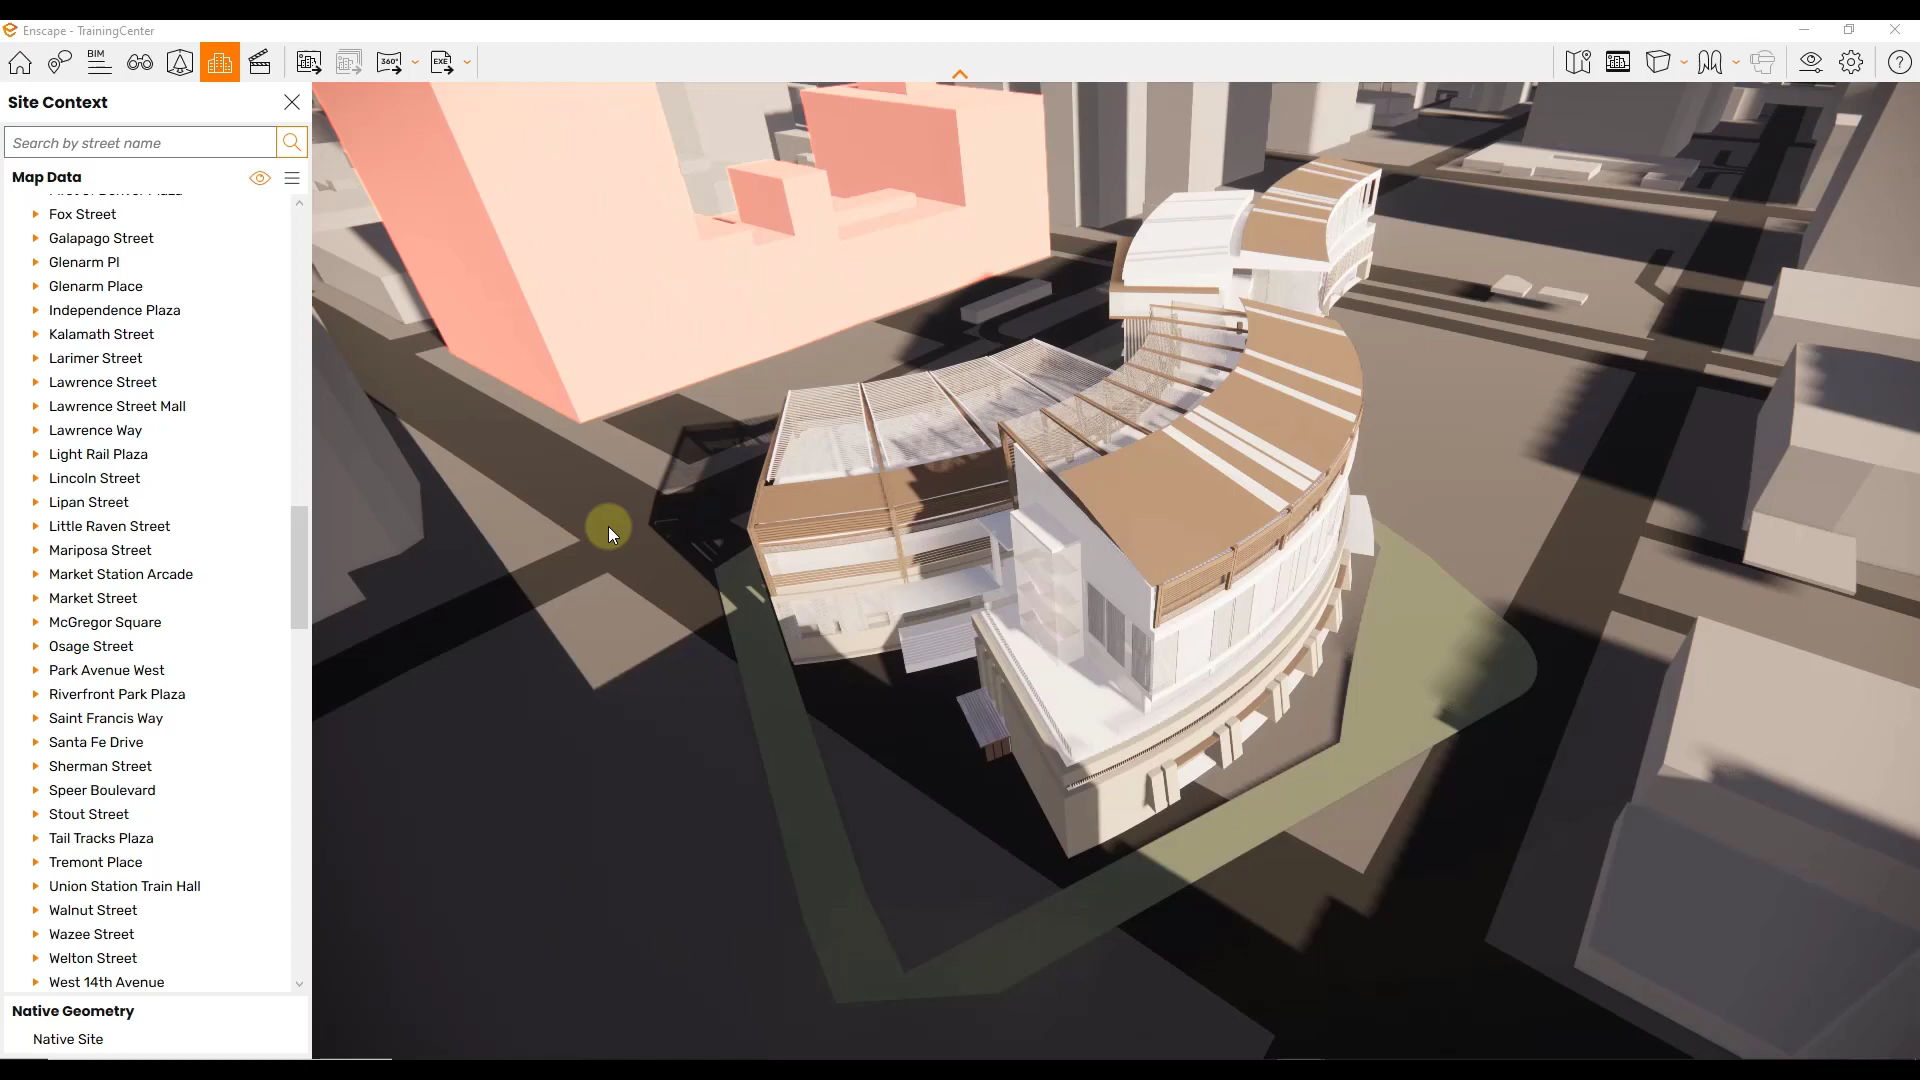 Enscape - TrainingCenter
BIM
360°
EXE
Site Context
Search by street name
Map Data
Fox Street
Galapago Street
Glenarm Pl
Glenarm Place
Independence Plaza
Kalamath Street
Larimer Street
Lawrence Street
Lawrence Street Mall
Lawrence Way
Light Rail Plaza
Lincoln Street
Lipan Street
Little Raven Street
Mariposa Street
Market Station Arcade
Market Street
McGregor Square
Osage Street
Park Avenue West
Riverfront Park Plaza
Saint Francis Way
Santa Fe Drive
Sherman Street
Speer Boulevard
Stout Street
Tail Tracks Plaza
Tremont Place
Union Station Train Hall
Walnut Street
Wazee Street
Welton Street
West 14th Avenue
Native Geometry
Native Site